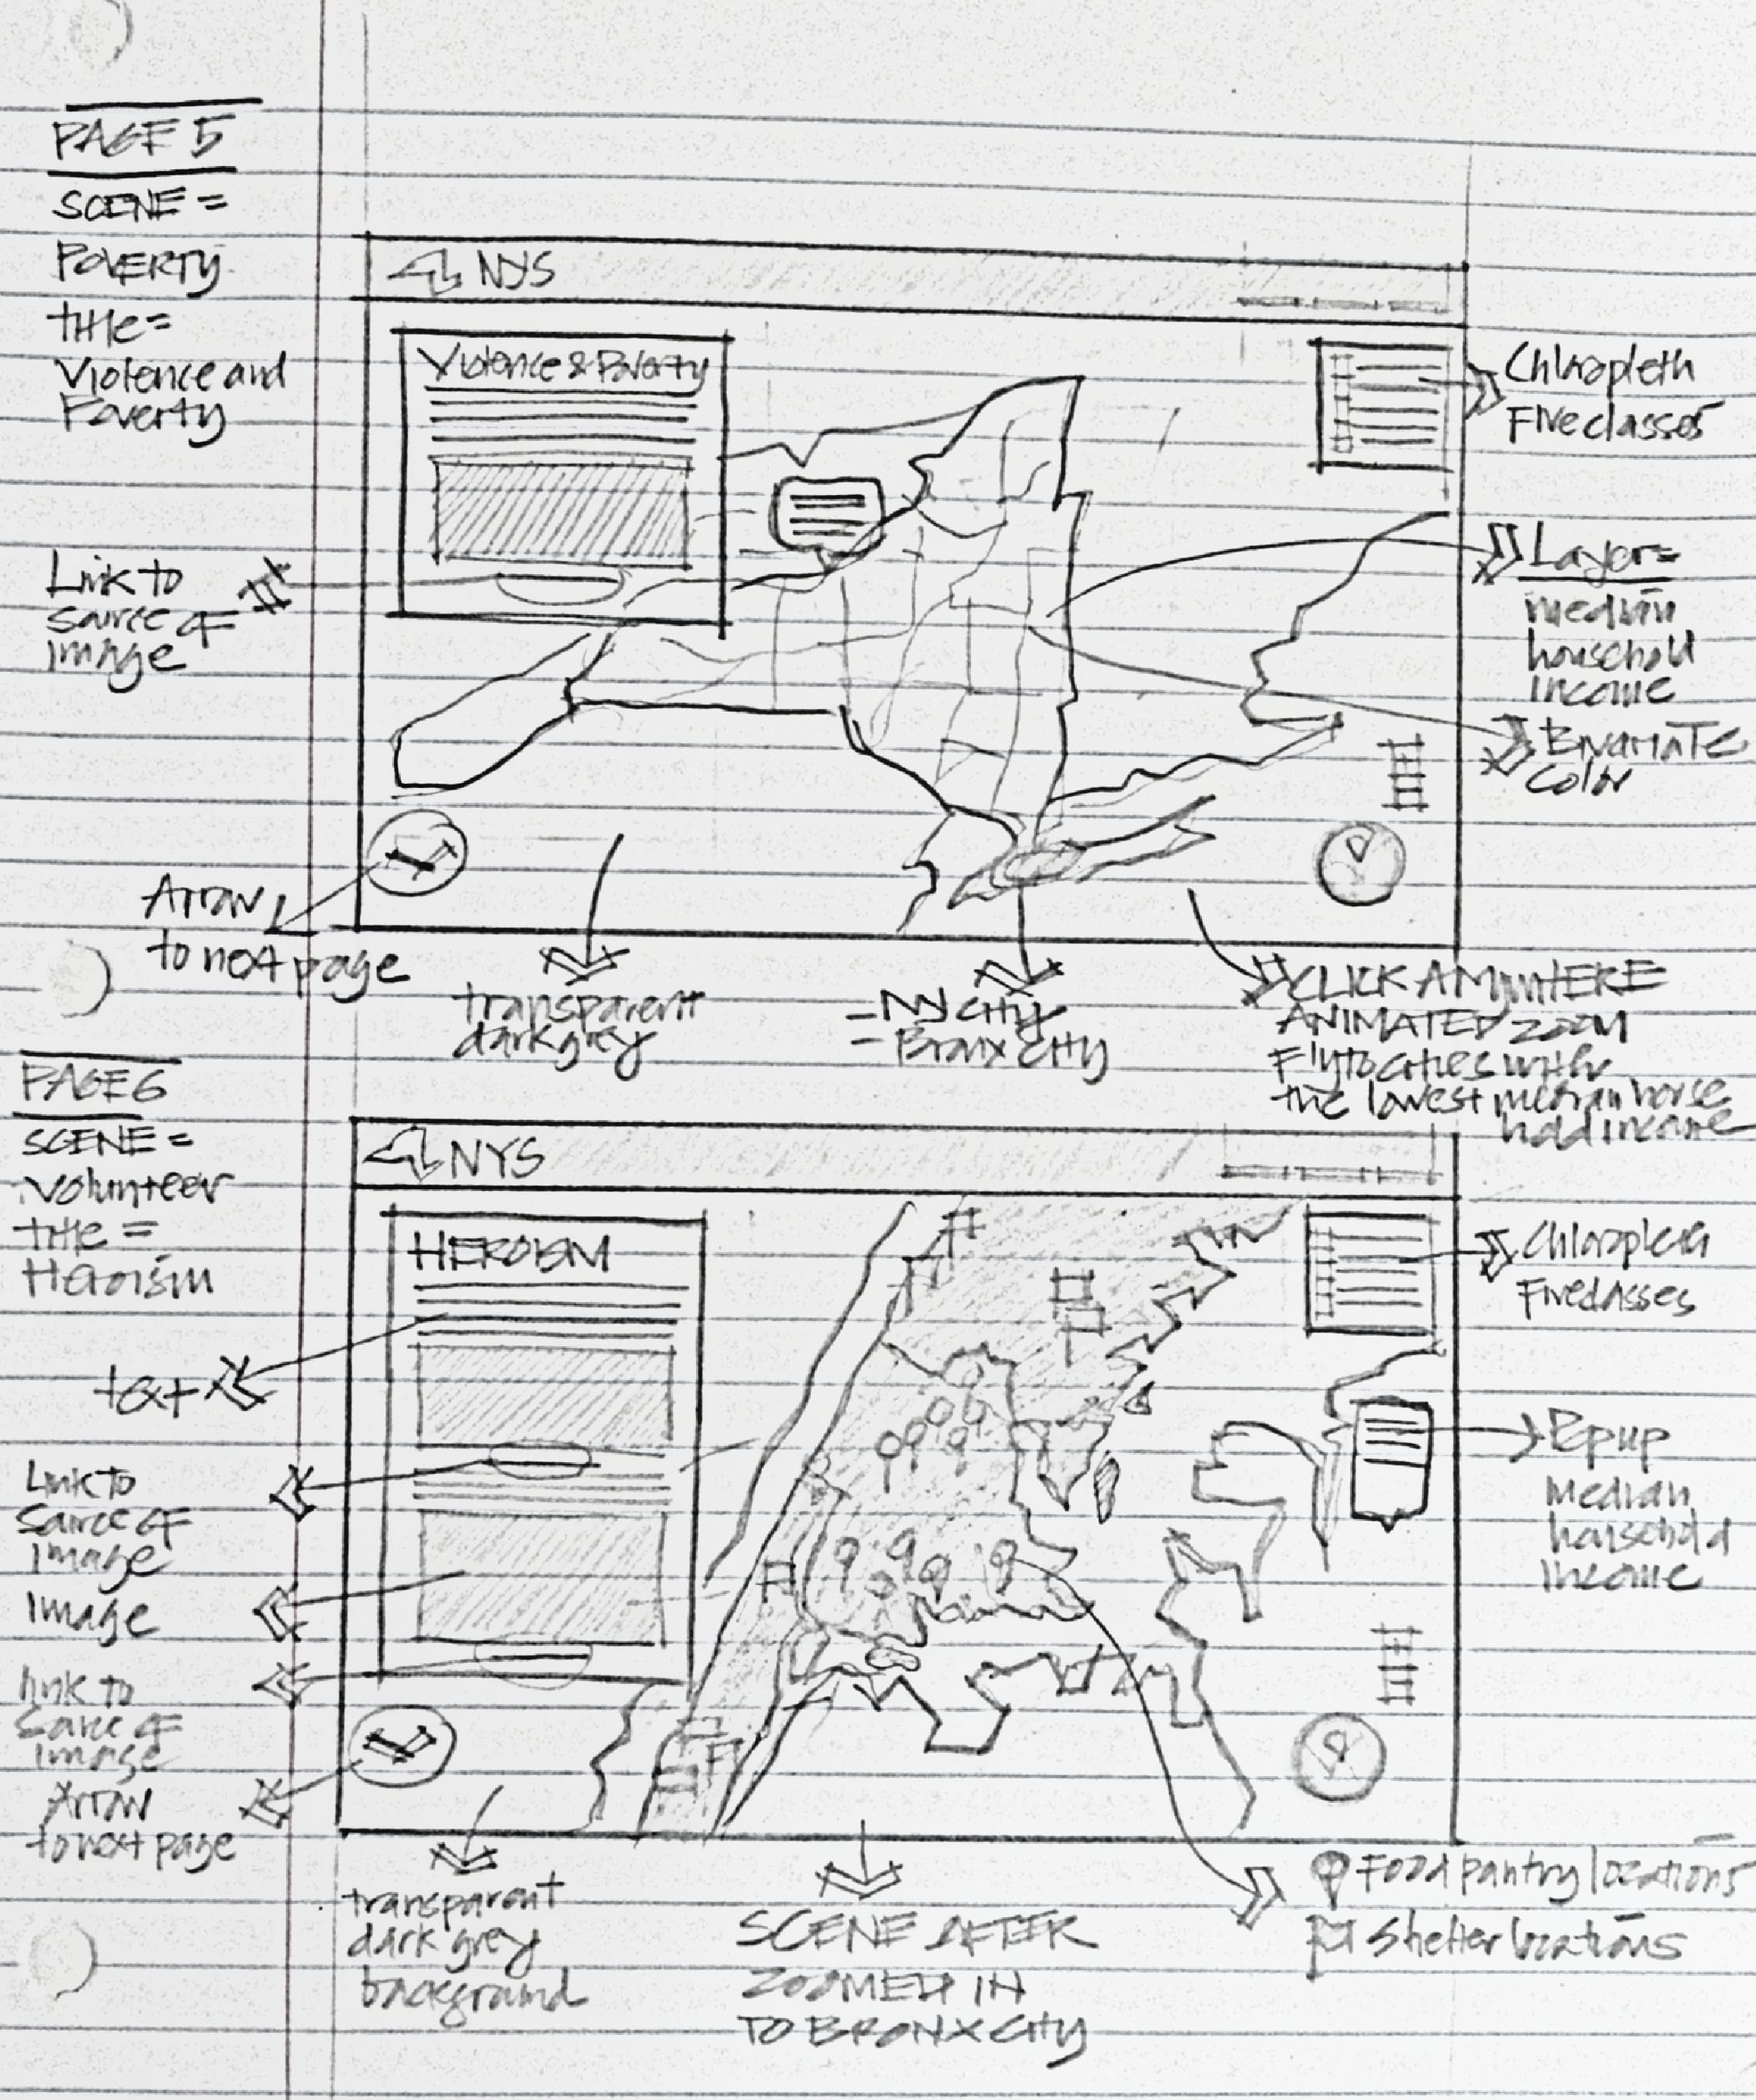 PAGE 5
SCENE =
POVERTY
title =
Violence and
Poverty
NYS
Violence & Poverty
Chloropleth
Five classes
Link to
source of
image
Layer =
median
household
income
Bivariate
color
Arrow
to next page
transparent
dark grey
- NY City
- Bronx City
CLICK ANYWHERE
ANIMATED ZOOM
Fly to cities with
the lowest median house
hold income
PAGE 6
SCENE =
Volunteer
title =
Heroism
NYS
HEROISM
Chloropleth
Five classes
text
Link to
Source of
image
Image
link to
Source of
image
Arrow
to next page
Popup
Median
household
income
transparent
dark grey
background
SCENE AFTER
ZOOMED IN
TO BRONX City
Food pantry locations
Shelter locations